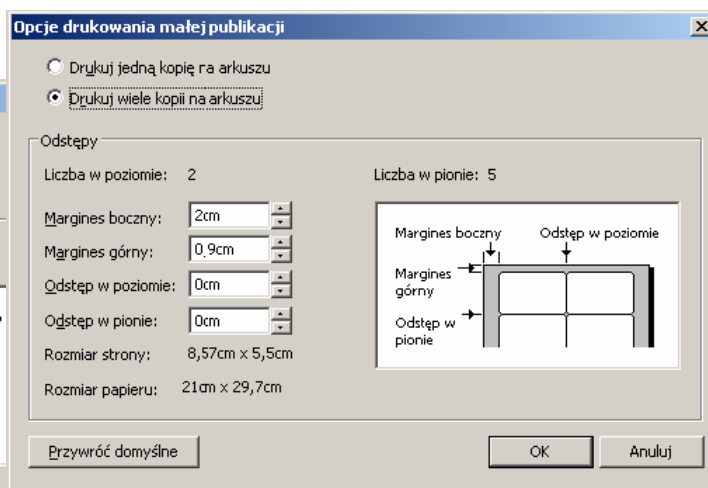 Opcje drukowania małej publikacji
Drukuj jedną kopię na arkuszu
Drukuj wiele kopii na arkuszu
Odstępy
Liczba w poziomie: 2
Liczba w pionie: 5
Margines boczny: 2cm
Margines górny: 0,9cm
Odstęp w poziomie: 0cm
Odstęp w pionie: 0cm
Rozmiar strony: 8,57cm x 5,5cm
Rozmiar papieru: 21cm x 29,7cm
Margines boczny Odstęp w poziomie
Margines
górny
Odstęp w
pionie
Przywróć domyślne OK Anuluj